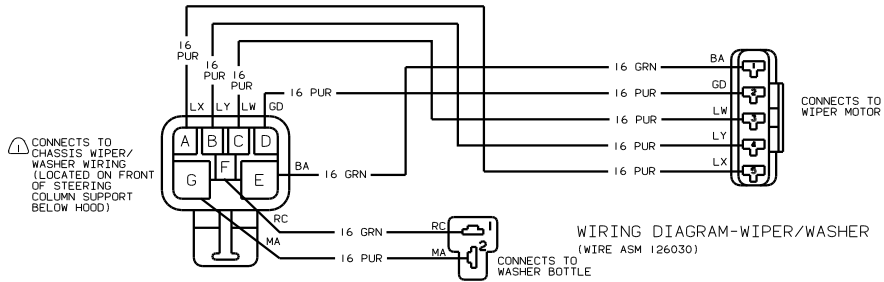 16
PUR
16
PUR
16
PUR
16 PUR
LX
LY
LW
GD
A
B
C
D
F
G
E
BA
16 GRN
RC
16 GRN
RC
MA
16 PUR
MA
1
2
1
CONNECTS TO
CHASSIS WIPER/
WASHER WIRING
(LOCATED ON FRONT
OF STEERING
COLUMN SUPPORT
BELOW HOOD)
16 GRN
BA
1
16 PUR
GD
2
16 PUR
LW
3
16 PUR
LY
4
16 PUR
LX
5
CONNECTS TO
WIPER MOTOR
CONNECTS TO
WASHER BOTTLE
WIRING DIAGRAM-WIPER/WASHER
(WIRE ASM 126030)